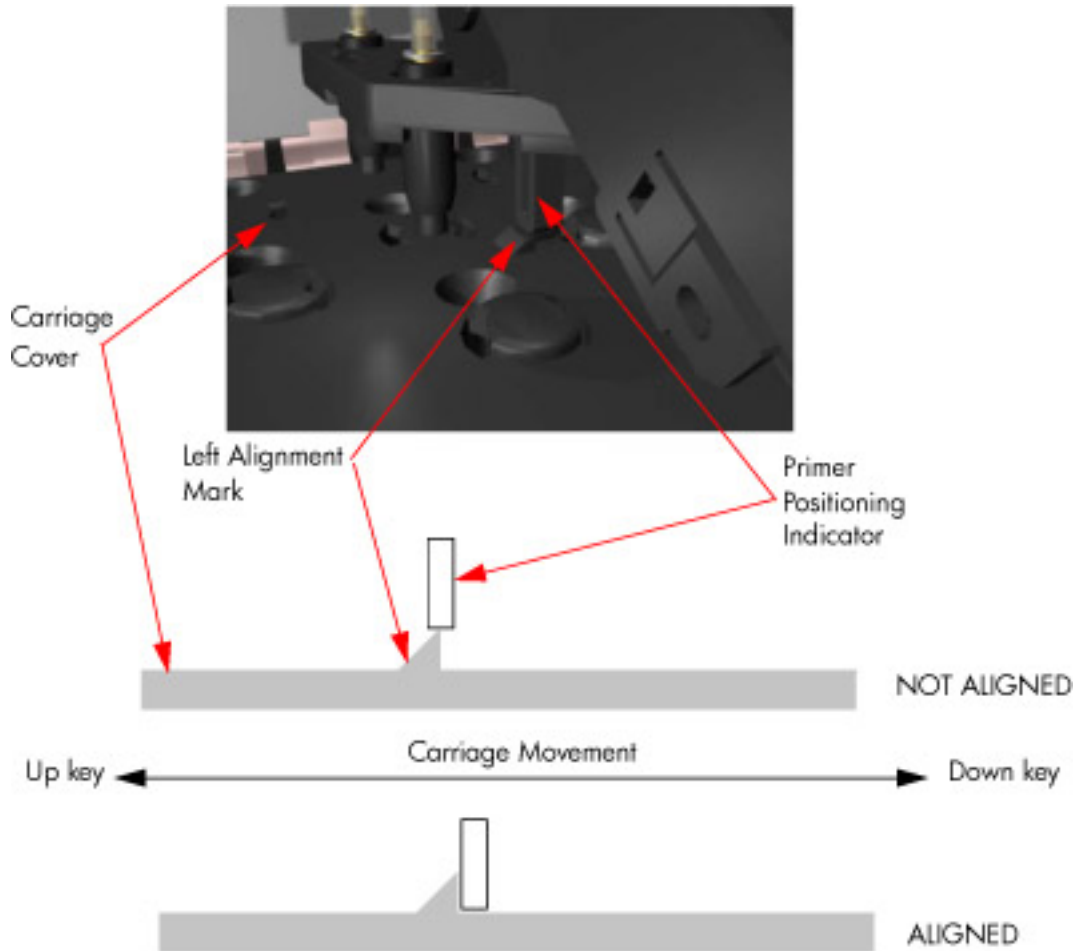 Carriage
Cover
Left Alignment
Mark
Primer
Positioning
Indicator
NOT ALIGNED
Carriage Movement
Up key
Down key
ALIGNED